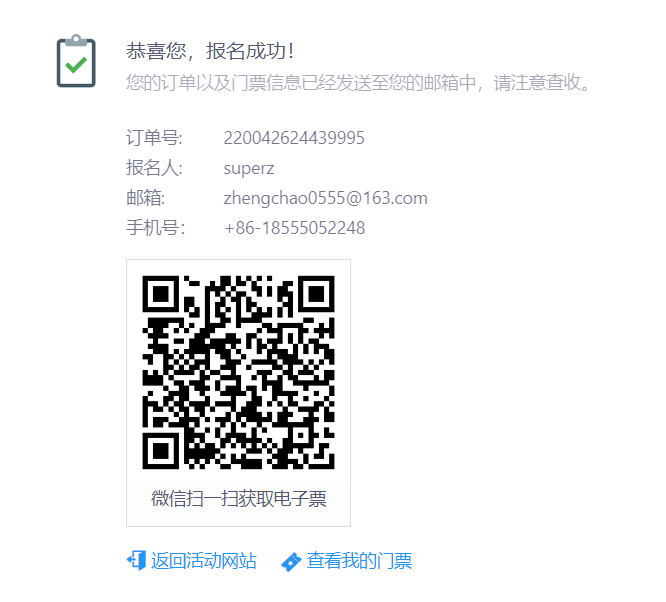 恭喜您，报名成功！
您的订单以及门票信息已经发送至您的邮箱中，请注意查收。
订单号: 220042624439995
报名人: superz
邮箱: zhengchao0555@163.com
手机号: +86-18555052248
微信扫一扫获取电子票
返回活动网站 查看我的门票